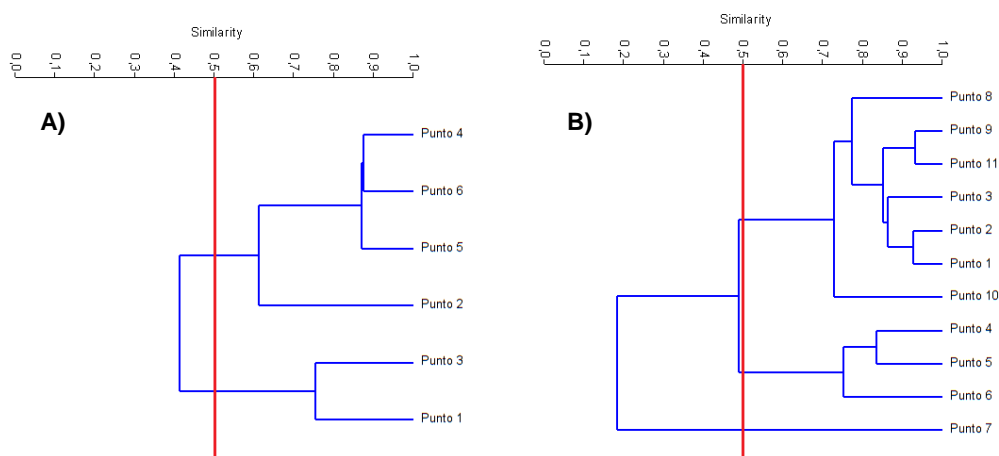 Similarity
0,0 0,1 0,2 0,3 0,4 0,5 0,6 0,7 0,8 0,9 1,0
A)
Punto 4
Punto 6
Punto 5
Punto 2
Punto 3
Punto 1
Similarity
0,0 0,1 0,2 0,3 0,4 0,5 0,6 0,7 0,8 0,9 1,0
B)
Punto 8
Punto 9
Punto 11
Punto 3
Punto 2
Punto 1
Punto 10
Punto 4
Punto 5
Punto 6
Punto 7